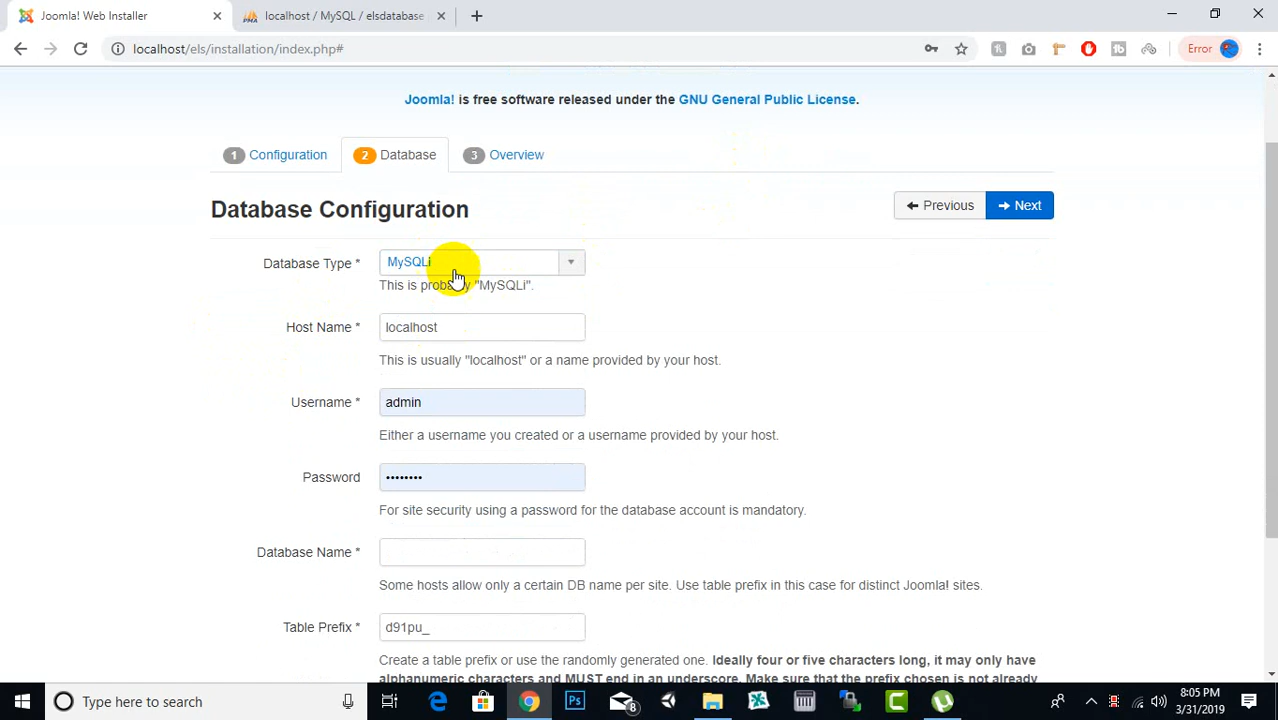 Joomla! Web Installer
localhost / MySQL / elsdatabase
localhost/els/installation/index.php#
Error
Joomla! is free software released under the GNU General Public License.
1 Configuration
2 Database
3 Overview
Database Configuration
Previous
Next
Database Type *
MySQLi
This is probably "MySQLi".
Host Name *
localhost
This is usually "localhost" or a name provided by your host.
Username *
admin
Either a username you created or a username provided by your host.
Password
••••••••
For site security using a password for the database account is mandatory.
Database Name *
Some hosts allow only a certain DB name per site. Use table prefix in this case for distinct Joomla! sites.
Table Prefix *
d91pu_
Create a table prefix or use the randomly generated one. Ideally four or five characters long, it may only have
alphanumeric characters and MUST end in an underscore. Make sure that the prefix chosen is not already
Type here to search
8:05 PM
3/31/2019